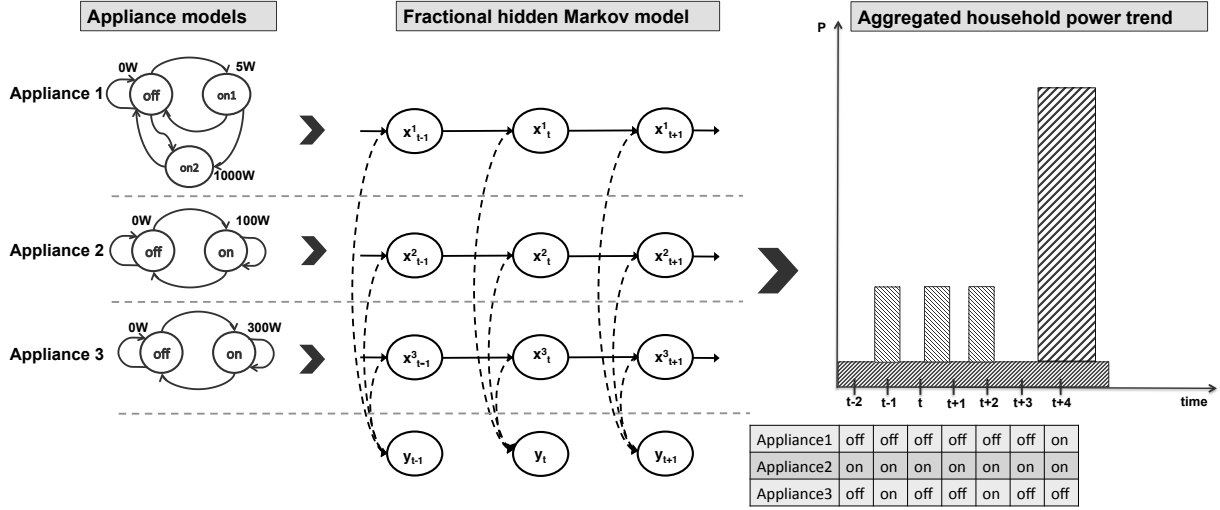 Appliance models
Fractional hidden Markov model
Aggregated household power trend
Appliance 1
0W
5W
off
on1
on2
1000W
x¹t-1
x¹t
x¹t+1
Appliance 2
0W
100W
off
on
x²t-1
x²t
x²t+1
Appliance 3
0W
300W
off
on
x³t-1
x³t
x³t+1
yt-1
yt
yt+1
P
t-2 t-1 t t+1 t+2 t+3 t+4
time
Appliance1 off off off off off off on
Appliance2 on on on on on on on
Appliance3 off on off off on off off